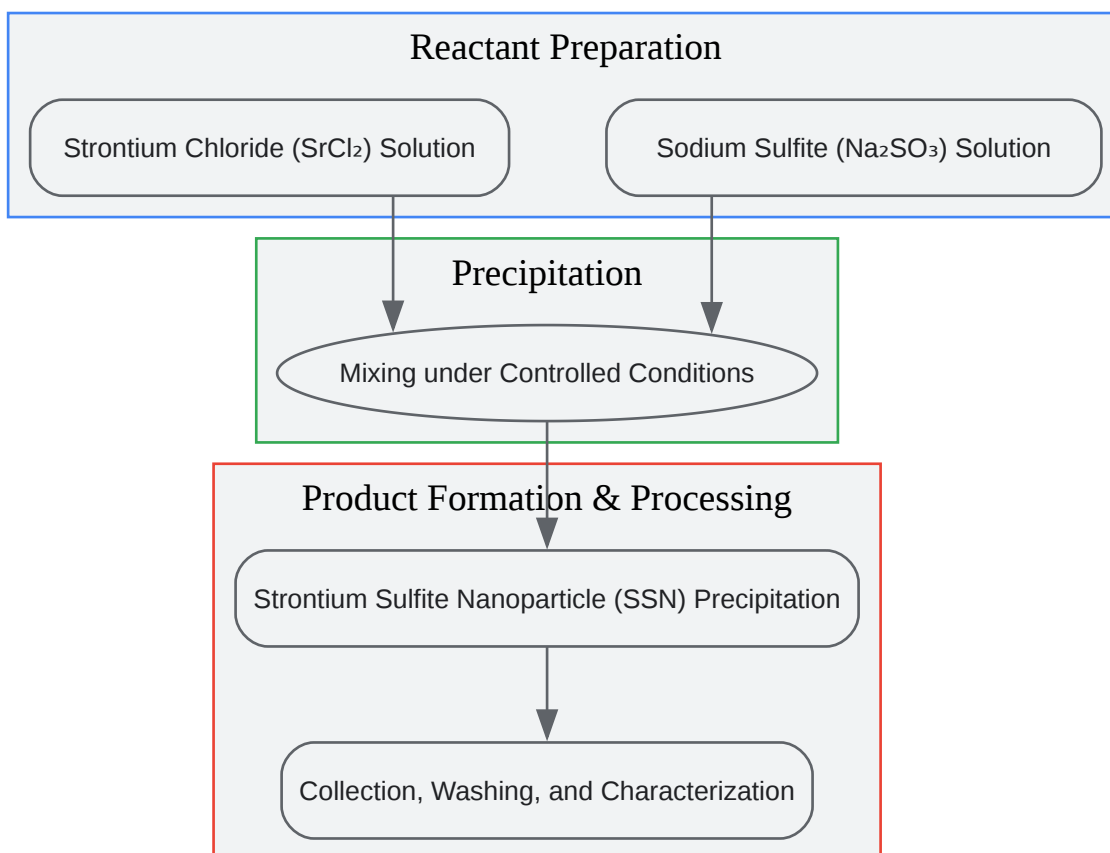 Reactant Preparation
Strontium Chloride (SrCl₂) Solution
Sodium Sulfite (Na₂SO₃) Solution
Precipitation
Mixing under Controlled Conditions
Product Formation & Processing
Strontium Sulfite Nanoparticle (SSN) Precipitation
Collection, Washing, and Characterization